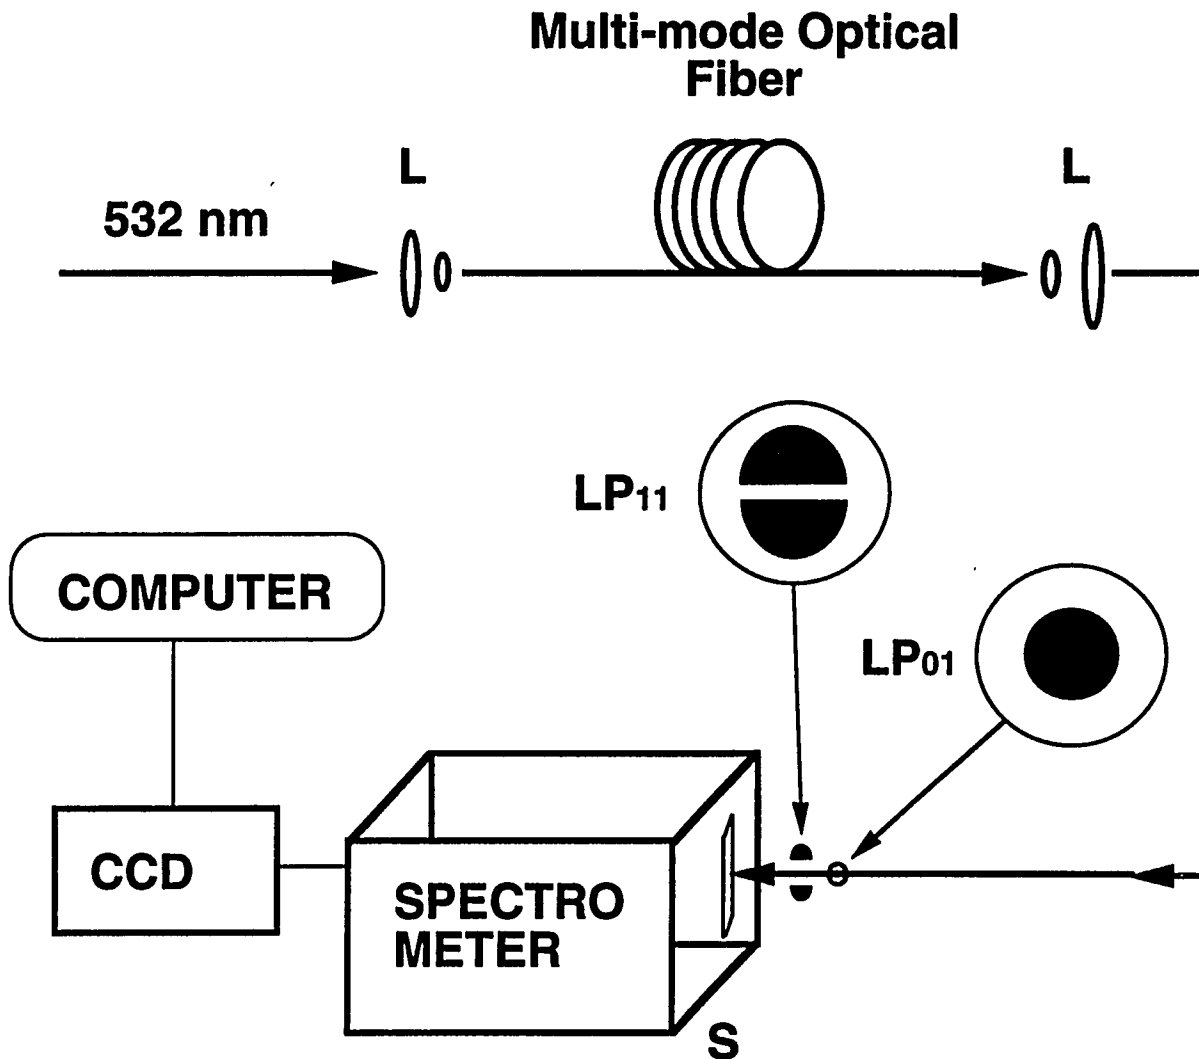 Multi-mode Optical
Fiber
L
L
532 nm
LP11
COMPUTER
LP01
CCD
SPECTRO
METER
S